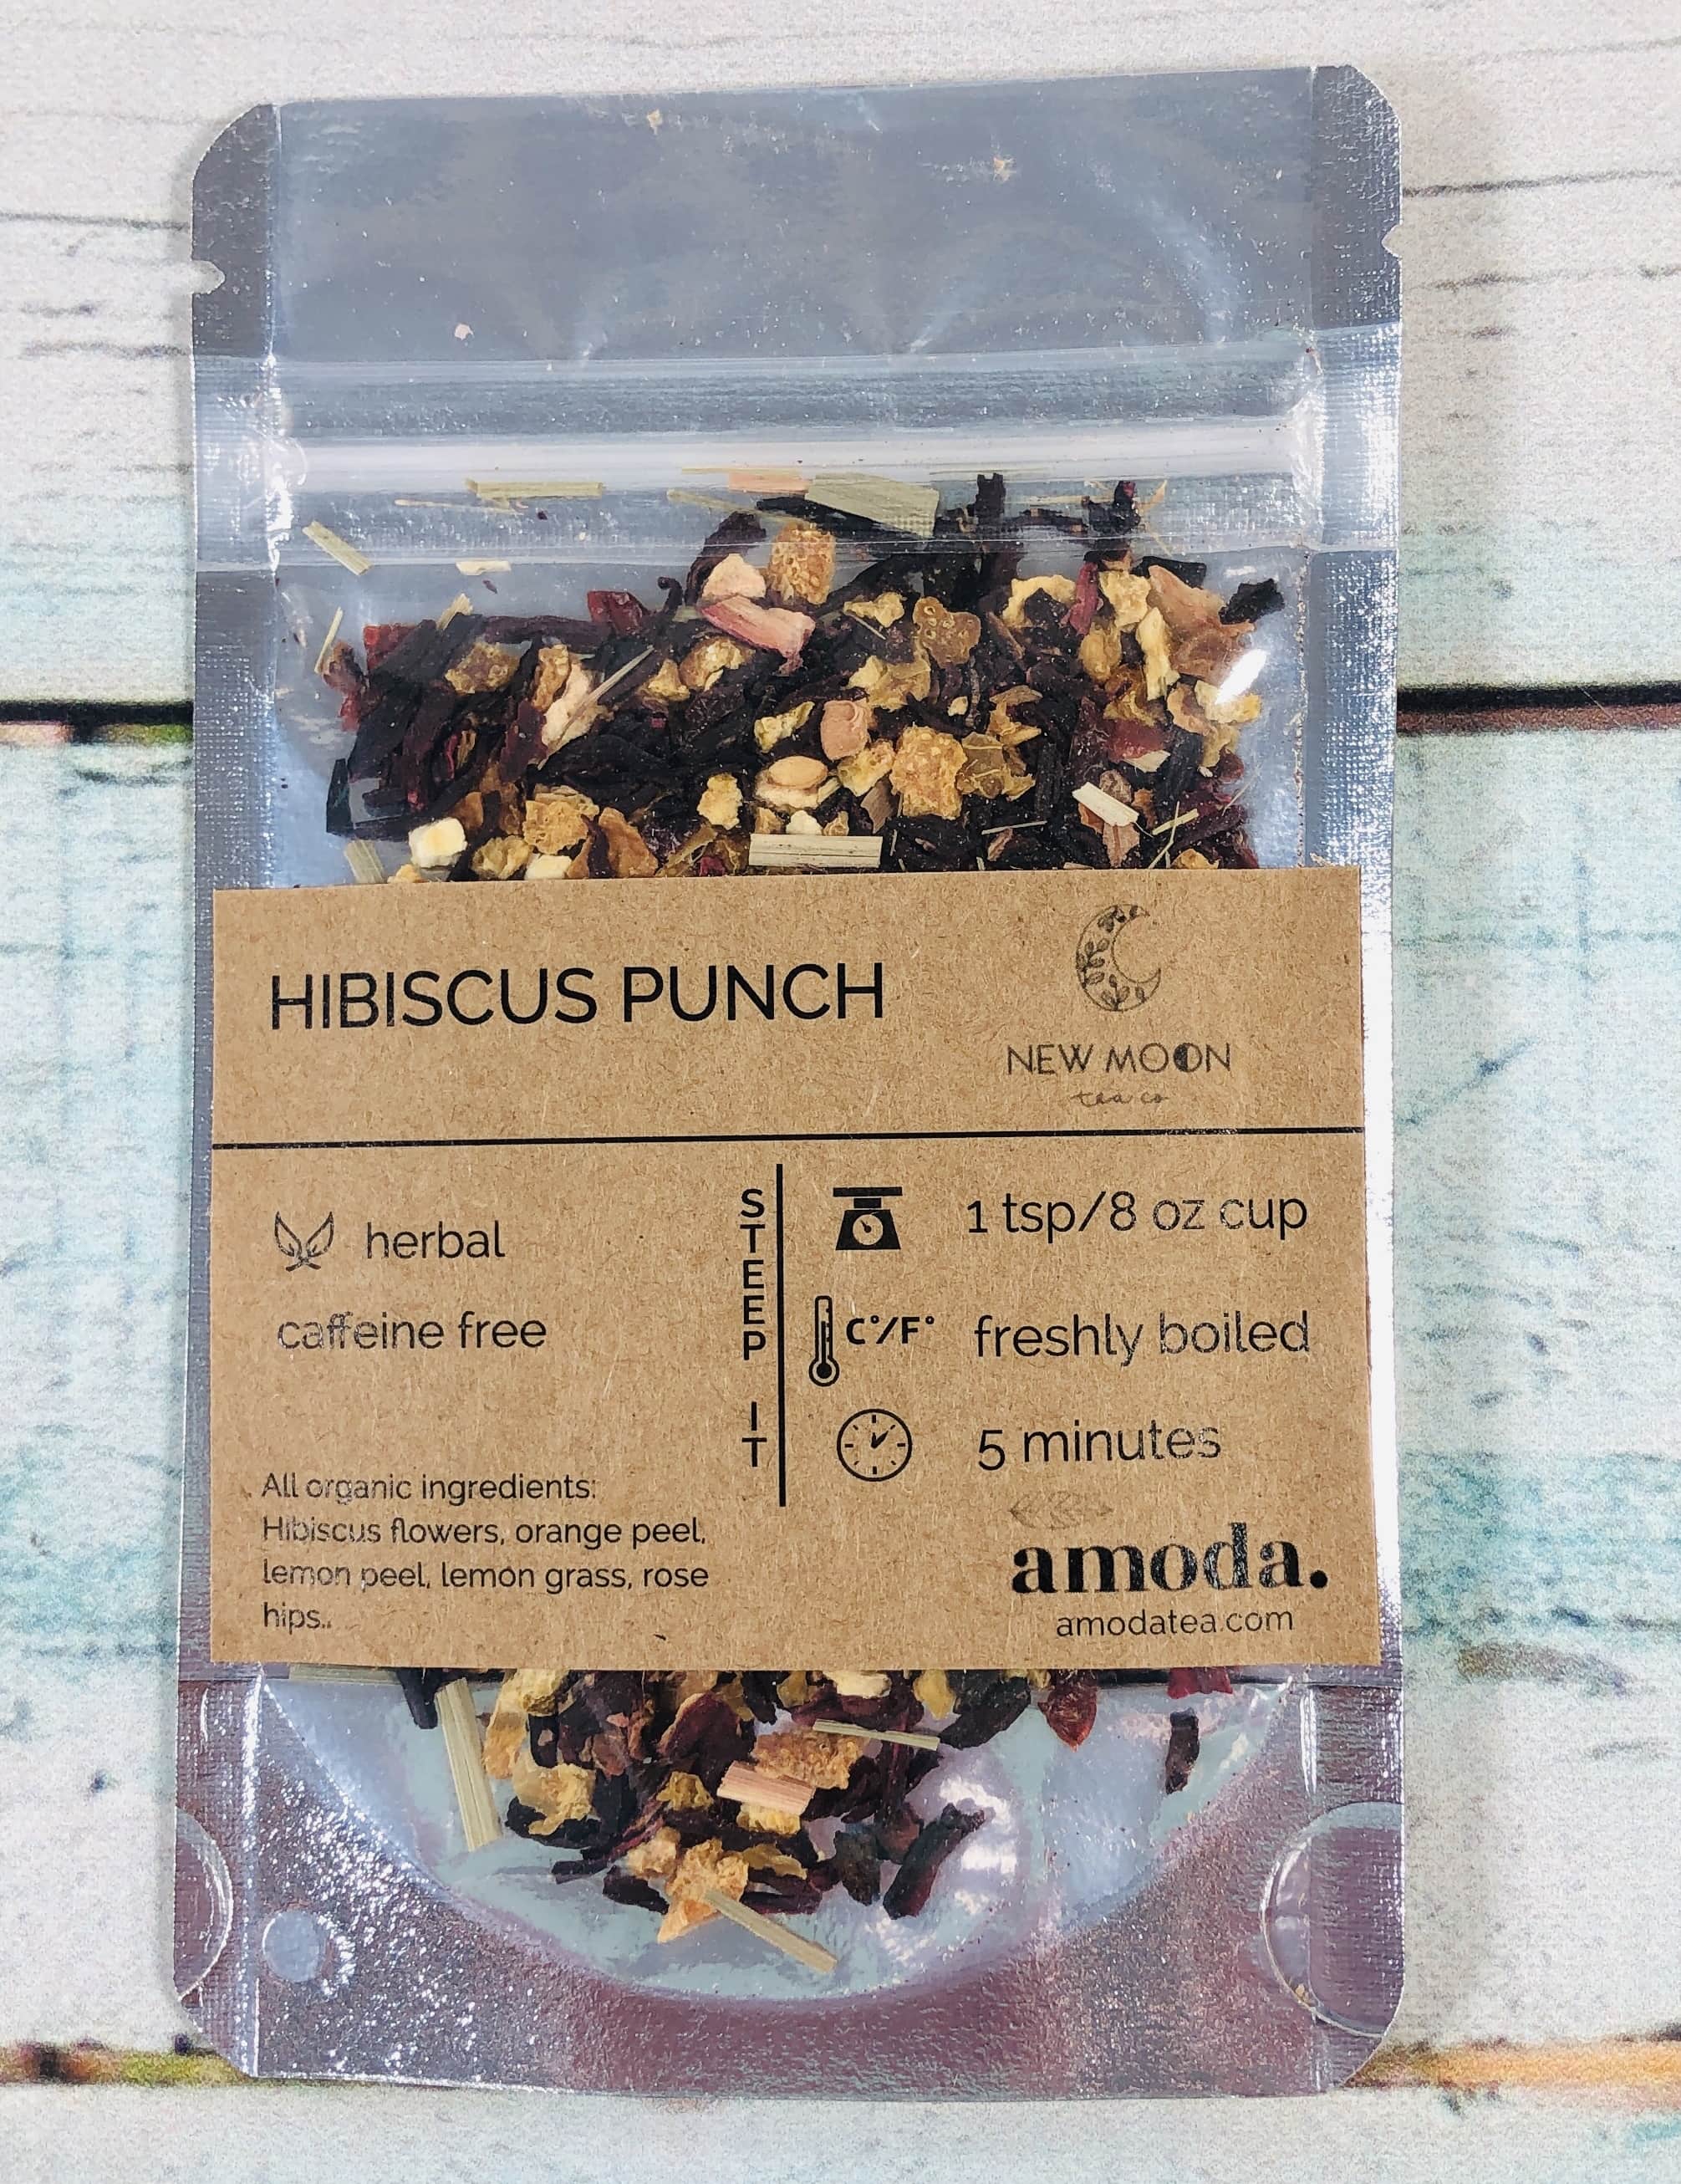 HIBISCUS PUNCH
NEW MOON
tea co
herbal
caffeine free
STEEP IT
1 tsp/8 oz cup
C°/F° freshly boiled
5 minutes
All organic ingredients:
Hibiscus flowers, orange peel,
lemon peel, lemon grass, rose
hips..
amoda.
amodatea.com